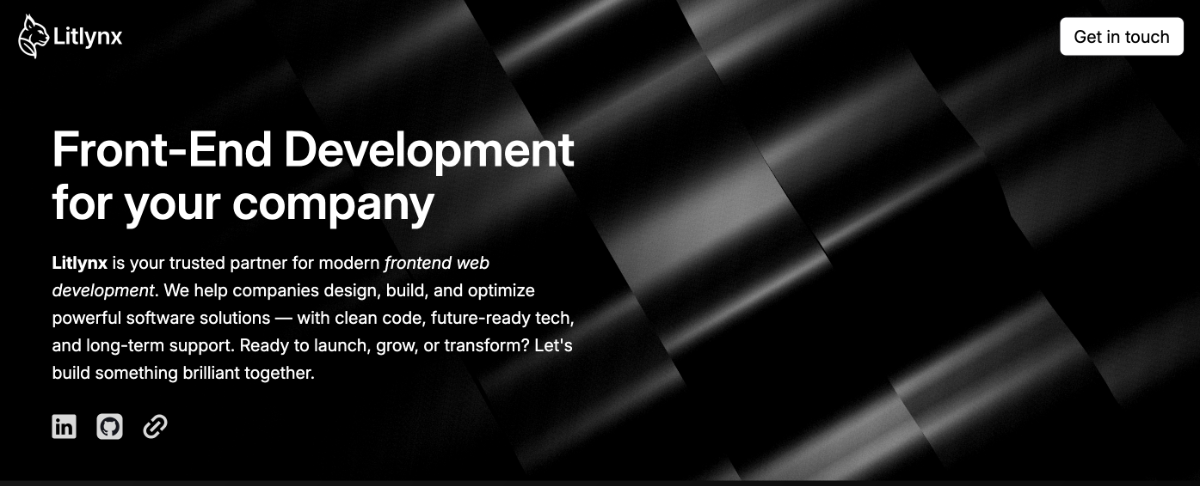 Litlynx
Get in touch
Front-End Development
for your company
Litlynx is your trusted partner for modern frontend web
development. We help companies design, build, and optimize
powerful software solutions — with clean code, future-ready tech,
and long-term support. Ready to launch, grow, or transform? Let's
build something brilliant together.
in